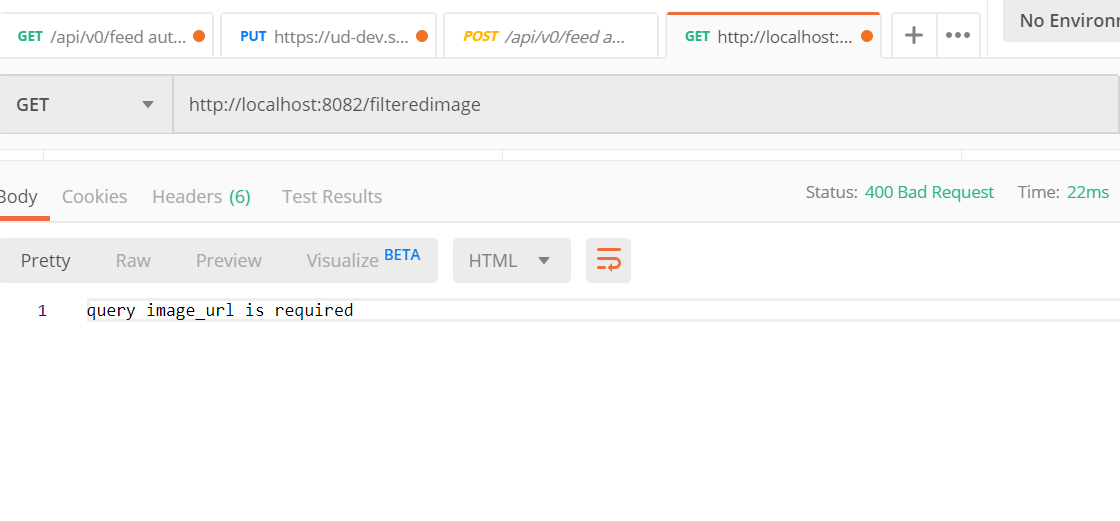 GET /api/v0/feed aut... PUT https://ud-dev.s... POST /api/v0/feed a... GET http://localhost:... + ••• No Environ
GET http://localhost:8082/filteredimage
Body Cookies Headers (6) Test Results Status: 400 Bad Request Time: 22ms
Pretty Raw Preview Visualize BETA HTML
1 query image_url is required